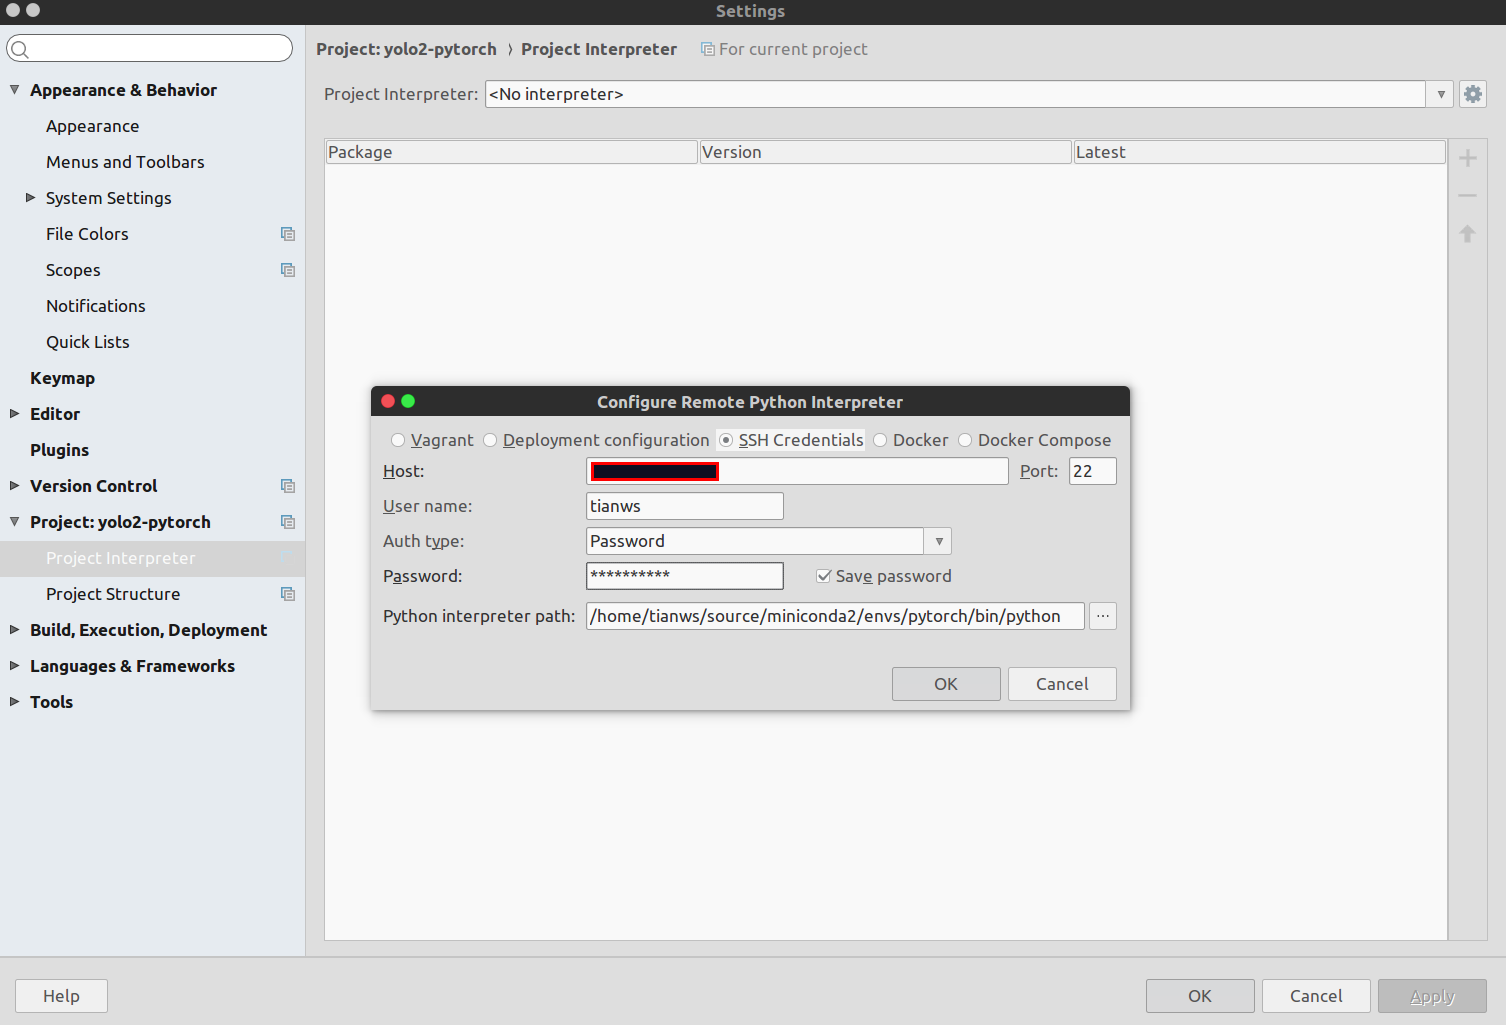 Settings
Project: yolo2-pytorch › Project Interpreter For current project
Project Interpreter: <No interpreter>
Package Version Latest
Appearance & Behavior
Appearance
Menus and Toolbars
System Settings
File Colors
Scopes
Notifications
Quick Lists
Keymap
Editor
Plugins
Version Control
Project: yolo2-pytorch
Project Interpreter
Project Structure
Build, Execution, Deployment
Languages & Frameworks
Tools
Configure Remote Python Interpreter
Vagrant Deployment configuration SSH Credentials Docker Docker Compose
Host: Port: 22
User name: tianws
Auth type: Password
Password: ********** Save password
Python interpreter path: /home/tianws/source/miniconda2/envs/pytorch/bin/python ...
OK Cancel
Help OK Cancel Apply